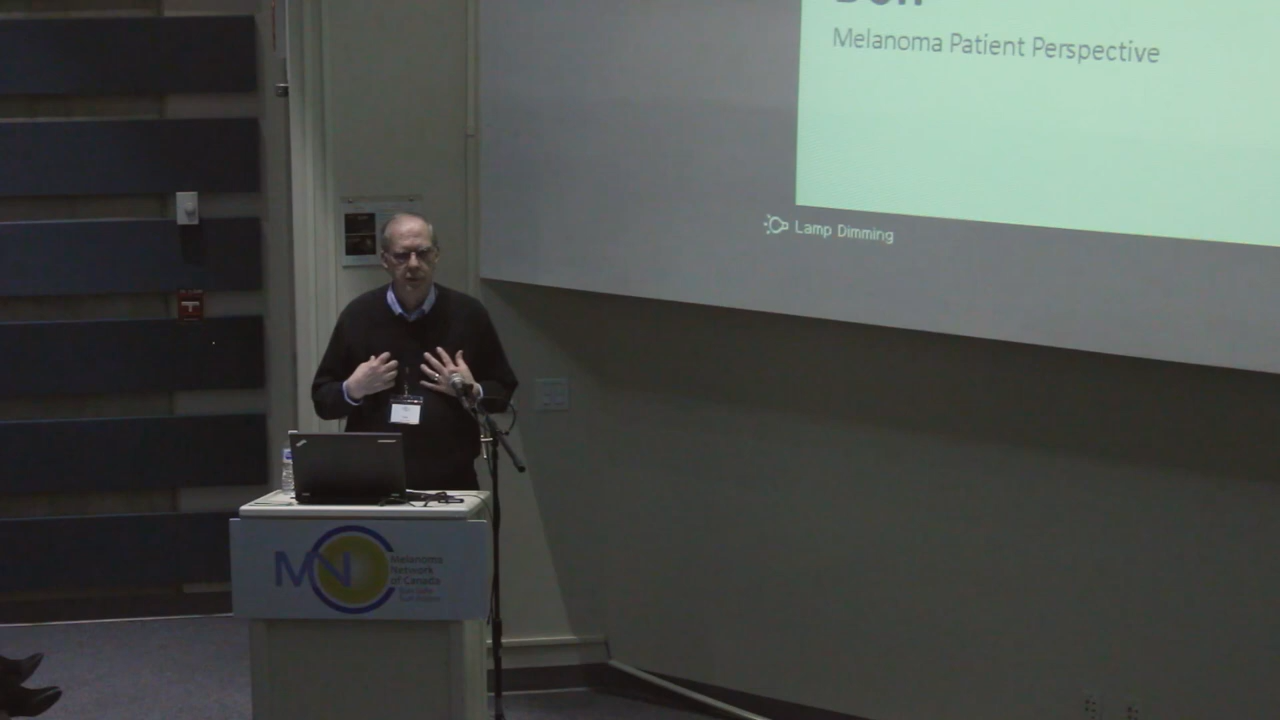 Melanoma Patient Perspective
Lamp Dimming
MNC
Melanoma
Network
of Canada